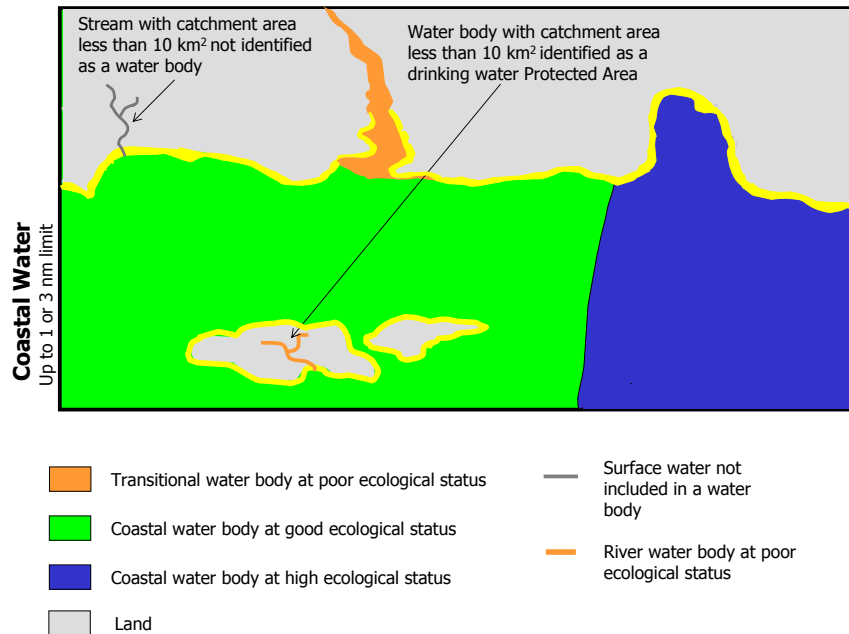 Stream with catchment area
less than 10 km² not identified
as a water body
Water body with catchment area
less than 10 km² identified as a
drinking water Protected Area
Coastal Water
Up to 1 or 3 nm limit
Transitional water body at poor ecological status
Coastal water body at good ecological status
Coastal water body at high ecological status
Land
Surface water not
included in a water
body
River water body at poor
ecological status